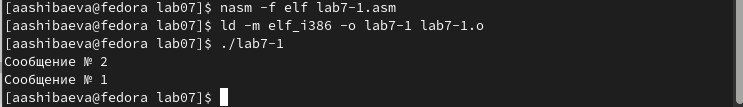 [aashibaeva@fedora lab07]$ nasm -f elf lab7-1.asm
[aashibaeva@fedora lab07]$ ld -m elf_i386 -o lab7-1 lab7-1.o
[aashibaeva@fedora lab07]$ ./lab7-1
Сообщение № 2
Сообщение № 1
[aashibaeva@fedora lab07]$